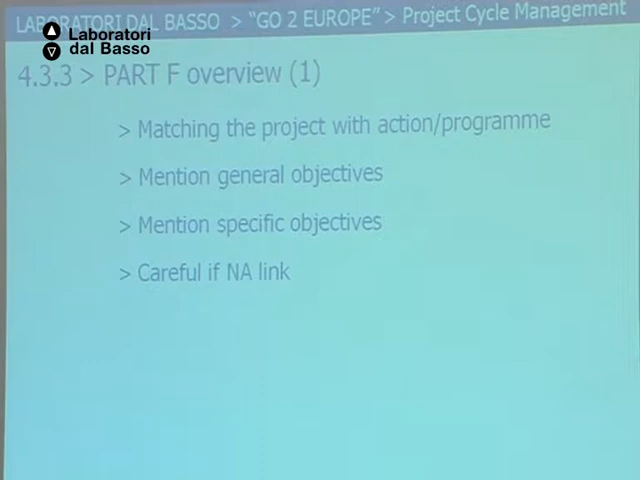 LABORATORI DAL BASSO > "GO 2 EUROPE" > Project Cycle Management
Laboratori
dal Basso
4.3.3 > PART F overview (1)
> Matching the project with action/programme
> Mention general objectives
> Mention specific objectives
> Careful if NA link